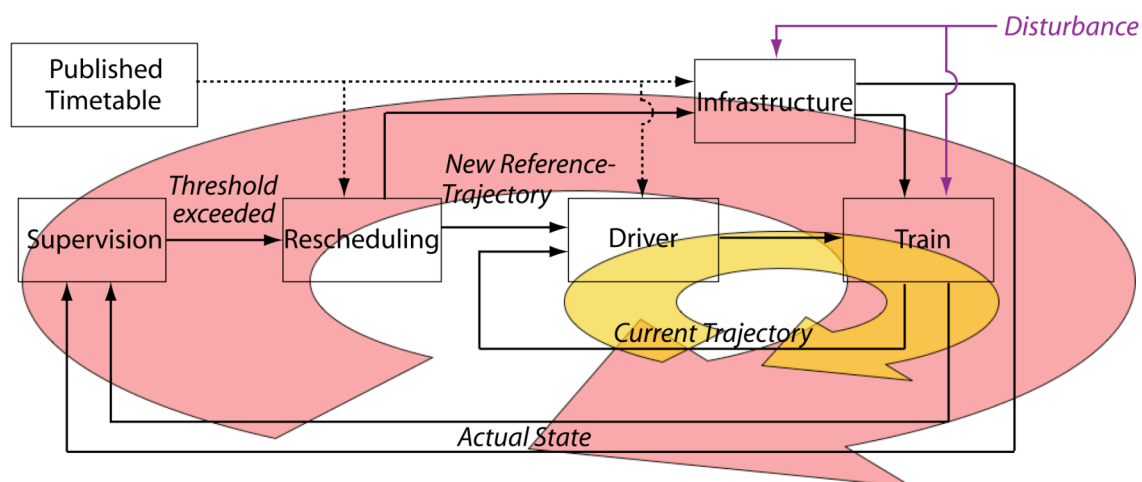 Disturbance
Published
Timetable
Infrastructure
New Reference-
Trajectory
Threshold
exceeded
Supervision
Rescheduling
Driver
Train
Current Trajectory
Actual State